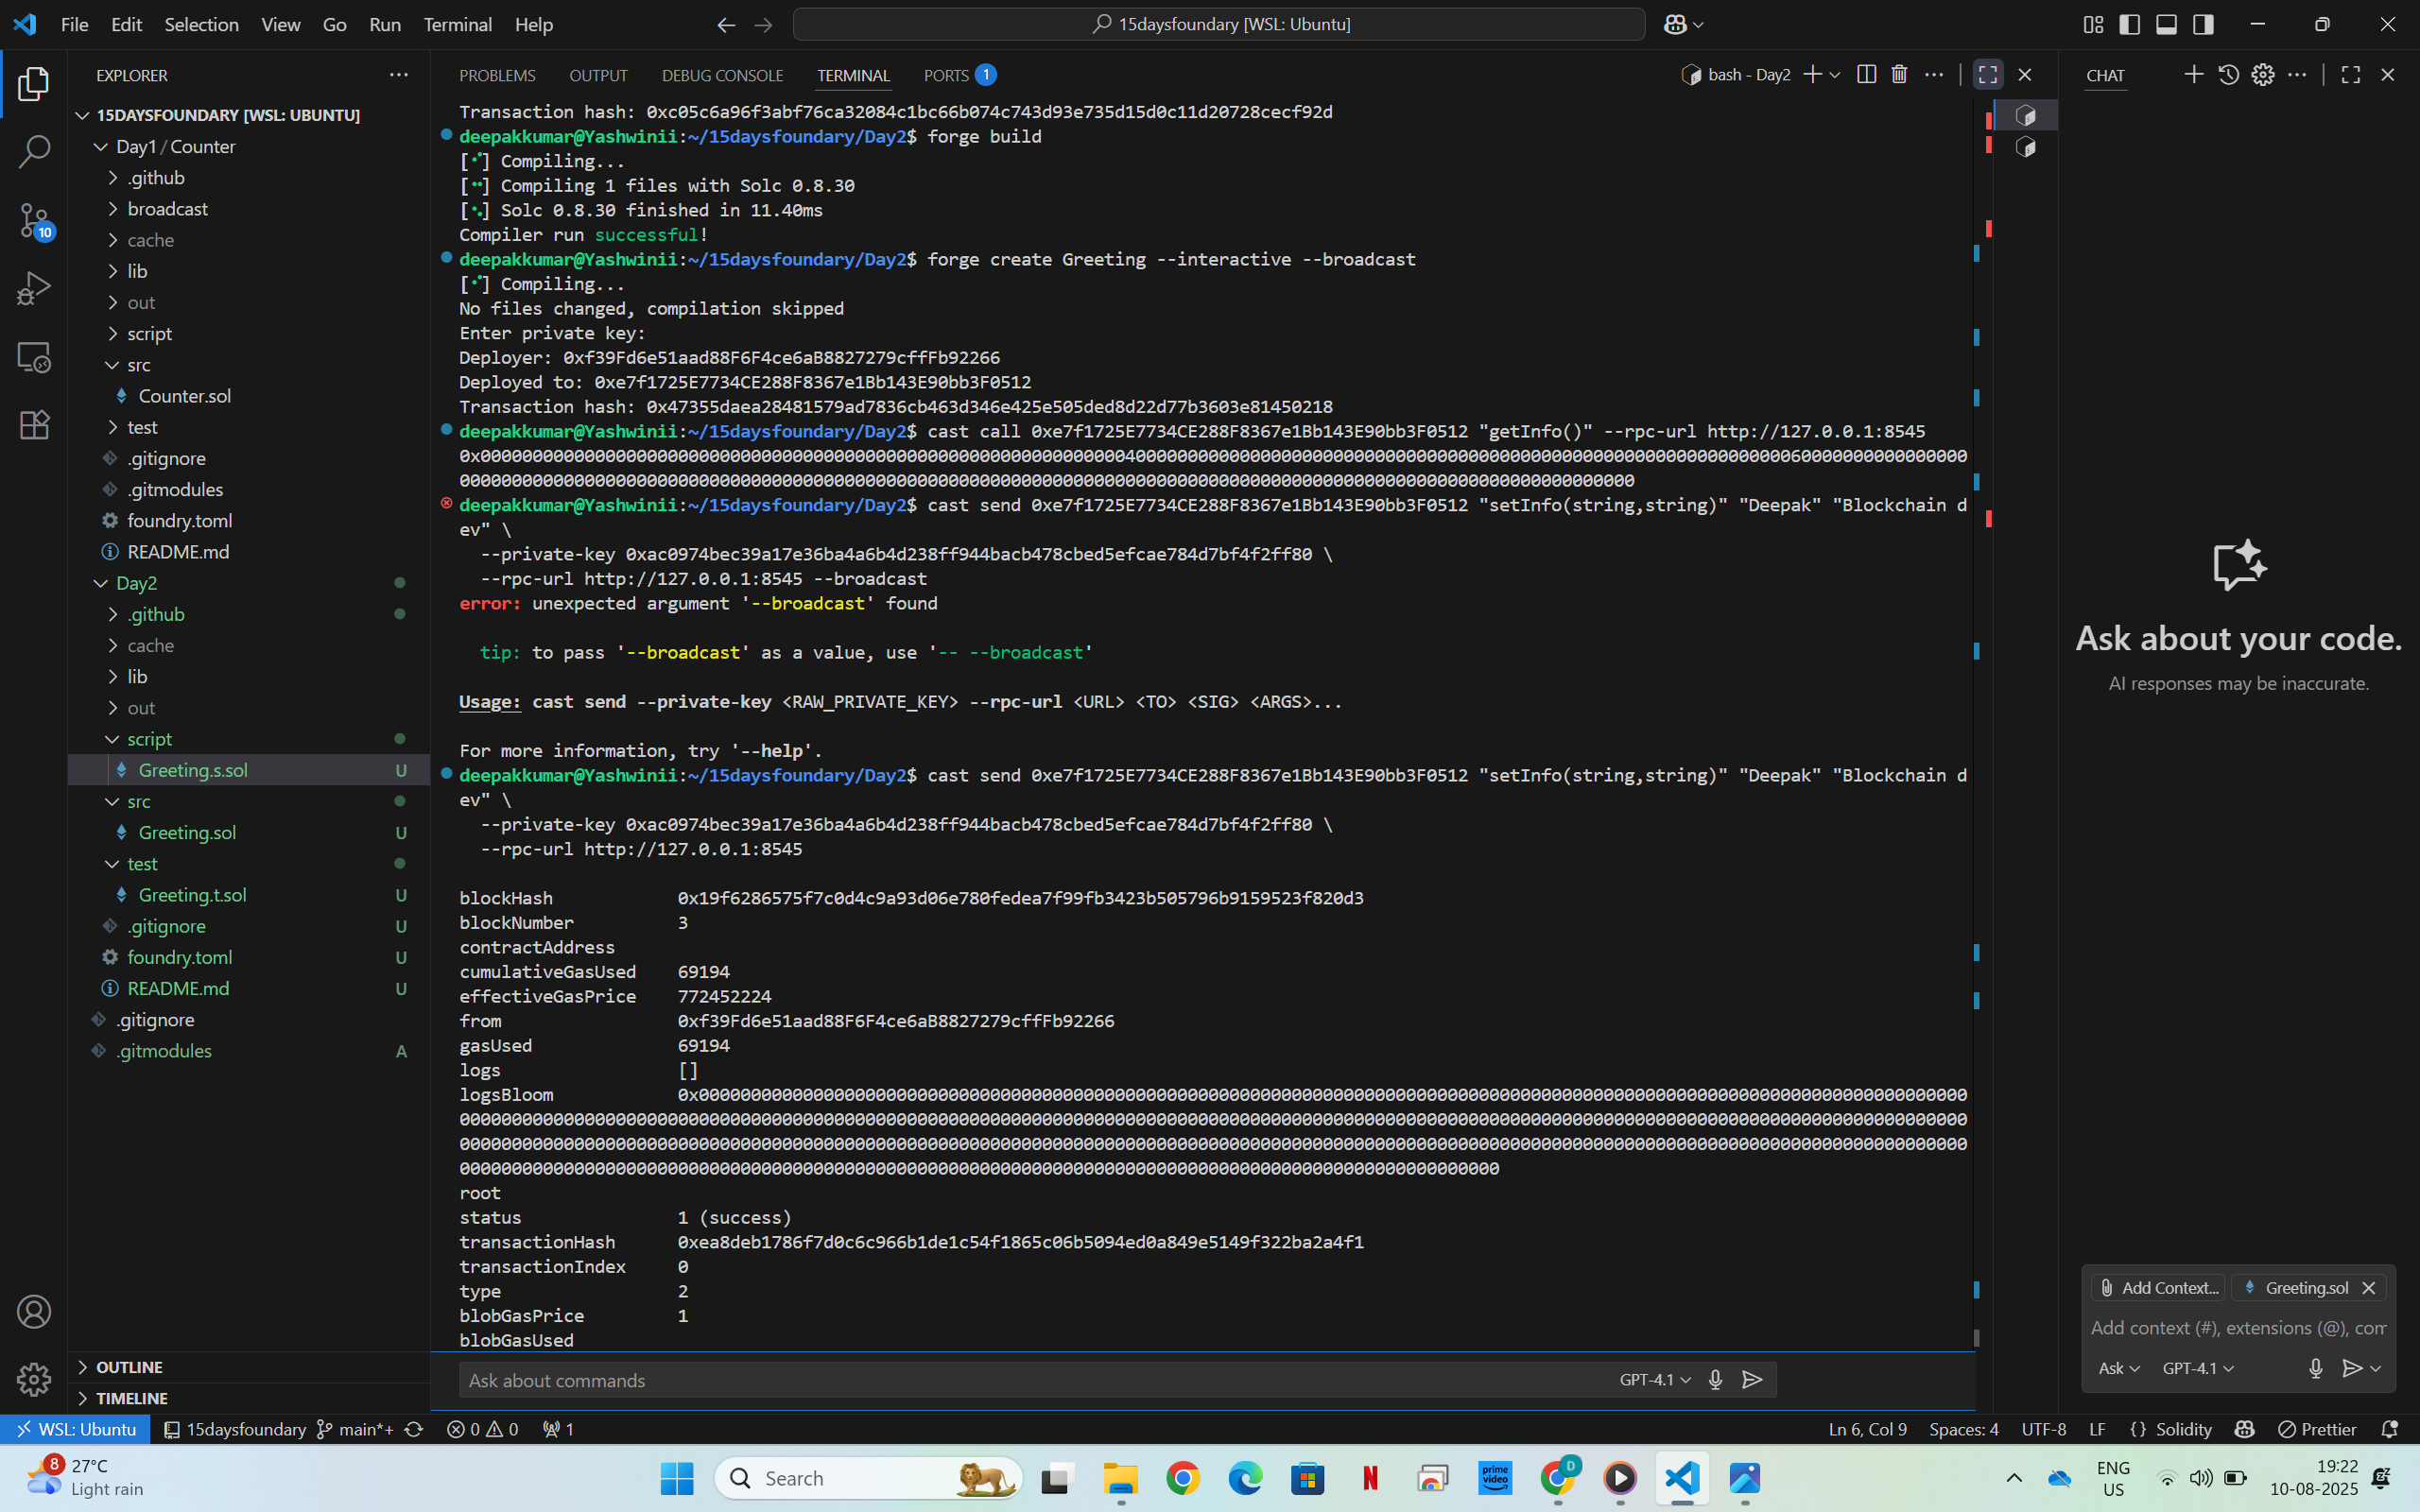 File Edit Selection View Go Run Terminal Help
15daysfoundary [WSL: Ubuntu]
EXPLORER
15DAYSFOUNDARY [WSL: UBUNTU]
Day1 / Counter
.github
broadcast
cache
lib
out
script
src
Counter.sol
test
.gitignore
.gitmodules
foundry.toml
README.md
Day2
.github
cache
lib
out
script
Greeting.s.sol U
src
Greeting.sol U
test
Greeting.t.sol U
.gitignore U
foundry.toml U
README.md U
.gitignore
.gitmodules A
OUTLINE
TIMELINE
10
PROBLEMS OUTPUT DEBUG CONSOLE TERMINAL PORTS 1
bash - Day2
Transaction hash: 0xc05c6a96f3abf76ca32084c1bc66b074c743d93e735d15d0c11d20728cecf92d
deepakkumar@Yashwinii:~/15daysfoundary/Day2$ forge build
[⠊] Compiling...
[⠒] Compiling 1 files with Solc 0.8.30
[⠢] Solc 0.8.30 finished in 11.40ms
Compiler run successful!
deepakkumar@Yashwinii:~/15daysfoundary/Day2$ forge create Greeting --interactive --broadcast
[⠊] Compiling...
No files changed, compilation skipped
Enter private key:
Deployer: 0xf39Fd6e51aad88F6F4ce6aB8827279cffFb92266
Deployed to: 0xe7f1725E7734CE288F8367e1Bb143E90bb3F0512
Transaction hash: 0x47355daea28481579ad7836cb463d346e425e505ded8d22d77b3603e81450218
deepakkumar@Yashwinii:~/15daysfoundary/Day2$ cast call 0xe7f1725E7734CE288F8367e1Bb143E90bb3F0512 "getInfo()" --rpc-url http://127.0.0.1:8545
deepakkumar@Yashwinii:~/15daysfoundary/Day2$ cast send 0xe7f1725E7734CE288F8367e1Bb143E90bb3F0512 "setInfo(string,string)" "Deepak" "Blockchain d
ev" \
--private-key 0xac0974bec39a17e36ba4a6b4d238ff944bacb478cbed5efcae784d7bf4f2ff80 \
--rpc-url http://127.0.0.1:8545 --broadcast
error: unexpected argument '--broadcast' found
tip: to pass '--broadcast' as a value, use '-- --broadcast'
Usage: cast send --private-key <RAW_PRIVATE_KEY> --rpc-url <URL> <TO> <SIG> <ARGS>...
For more information, try '--help'.
deepakkumar@Yashwinii:~/15daysfoundary/Day2$ cast send 0xe7f1725E7734CE288F8367e1Bb143E90bb3F0512 "setInfo(string,string)" "Deepak" "Blockchain d
ev" \
--private-key 0xac0974bec39a17e36ba4a6b4d238ff944bacb478cbed5efcae784d7bf4f2ff80 \
--rpc-url http://127.0.0.1:8545
blockHash 0x19f6286575f7c0d4c9a93d06e780fedea7f99fb3423b505796b9159523f820d3
blockNumber 3
contractAddress
cumulativeGasUsed 69194
effectiveGasPrice 772452224
from 0xf39Fd6e51aad88F6F4ce6aB8827279cffFb92266
gasUsed 69194
logs []
logsBloom
root
status 1 (success)
transactionHash 0xea8deb1786f7d0c6c966b1de1c54f1865c06b5094ed0a849e5149f322ba2a4f1
transactionIndex 0
type 2
blobGasPrice 1
blobGasUsed
Ask about commands
GPT-4.1
CHAT
Ask about your code.
AI responses may be inaccurate.
Add Context... Greeting.sol
Add context (#), extensions (@), com
Ask GPT-4.1
WSL: Ubuntu 15daysfoundary main*+ 0 0 1
Ln 6, Col 9 Spaces: 4 UTF-8 LF {} Solidity Prettier
8
27°C
Light rain
Search
prime video
N
D
ENG
US
19:22
10-08-2025